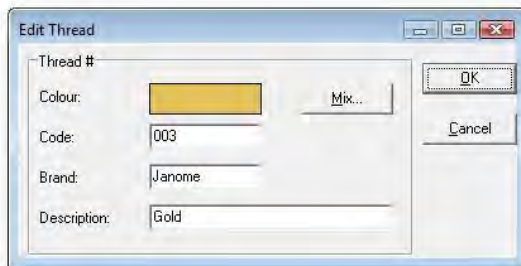 Edit Thread
Thread #
Colour:
Mix...
Code: 003
Brand: Janome
Description: Gold
OK
Cancel